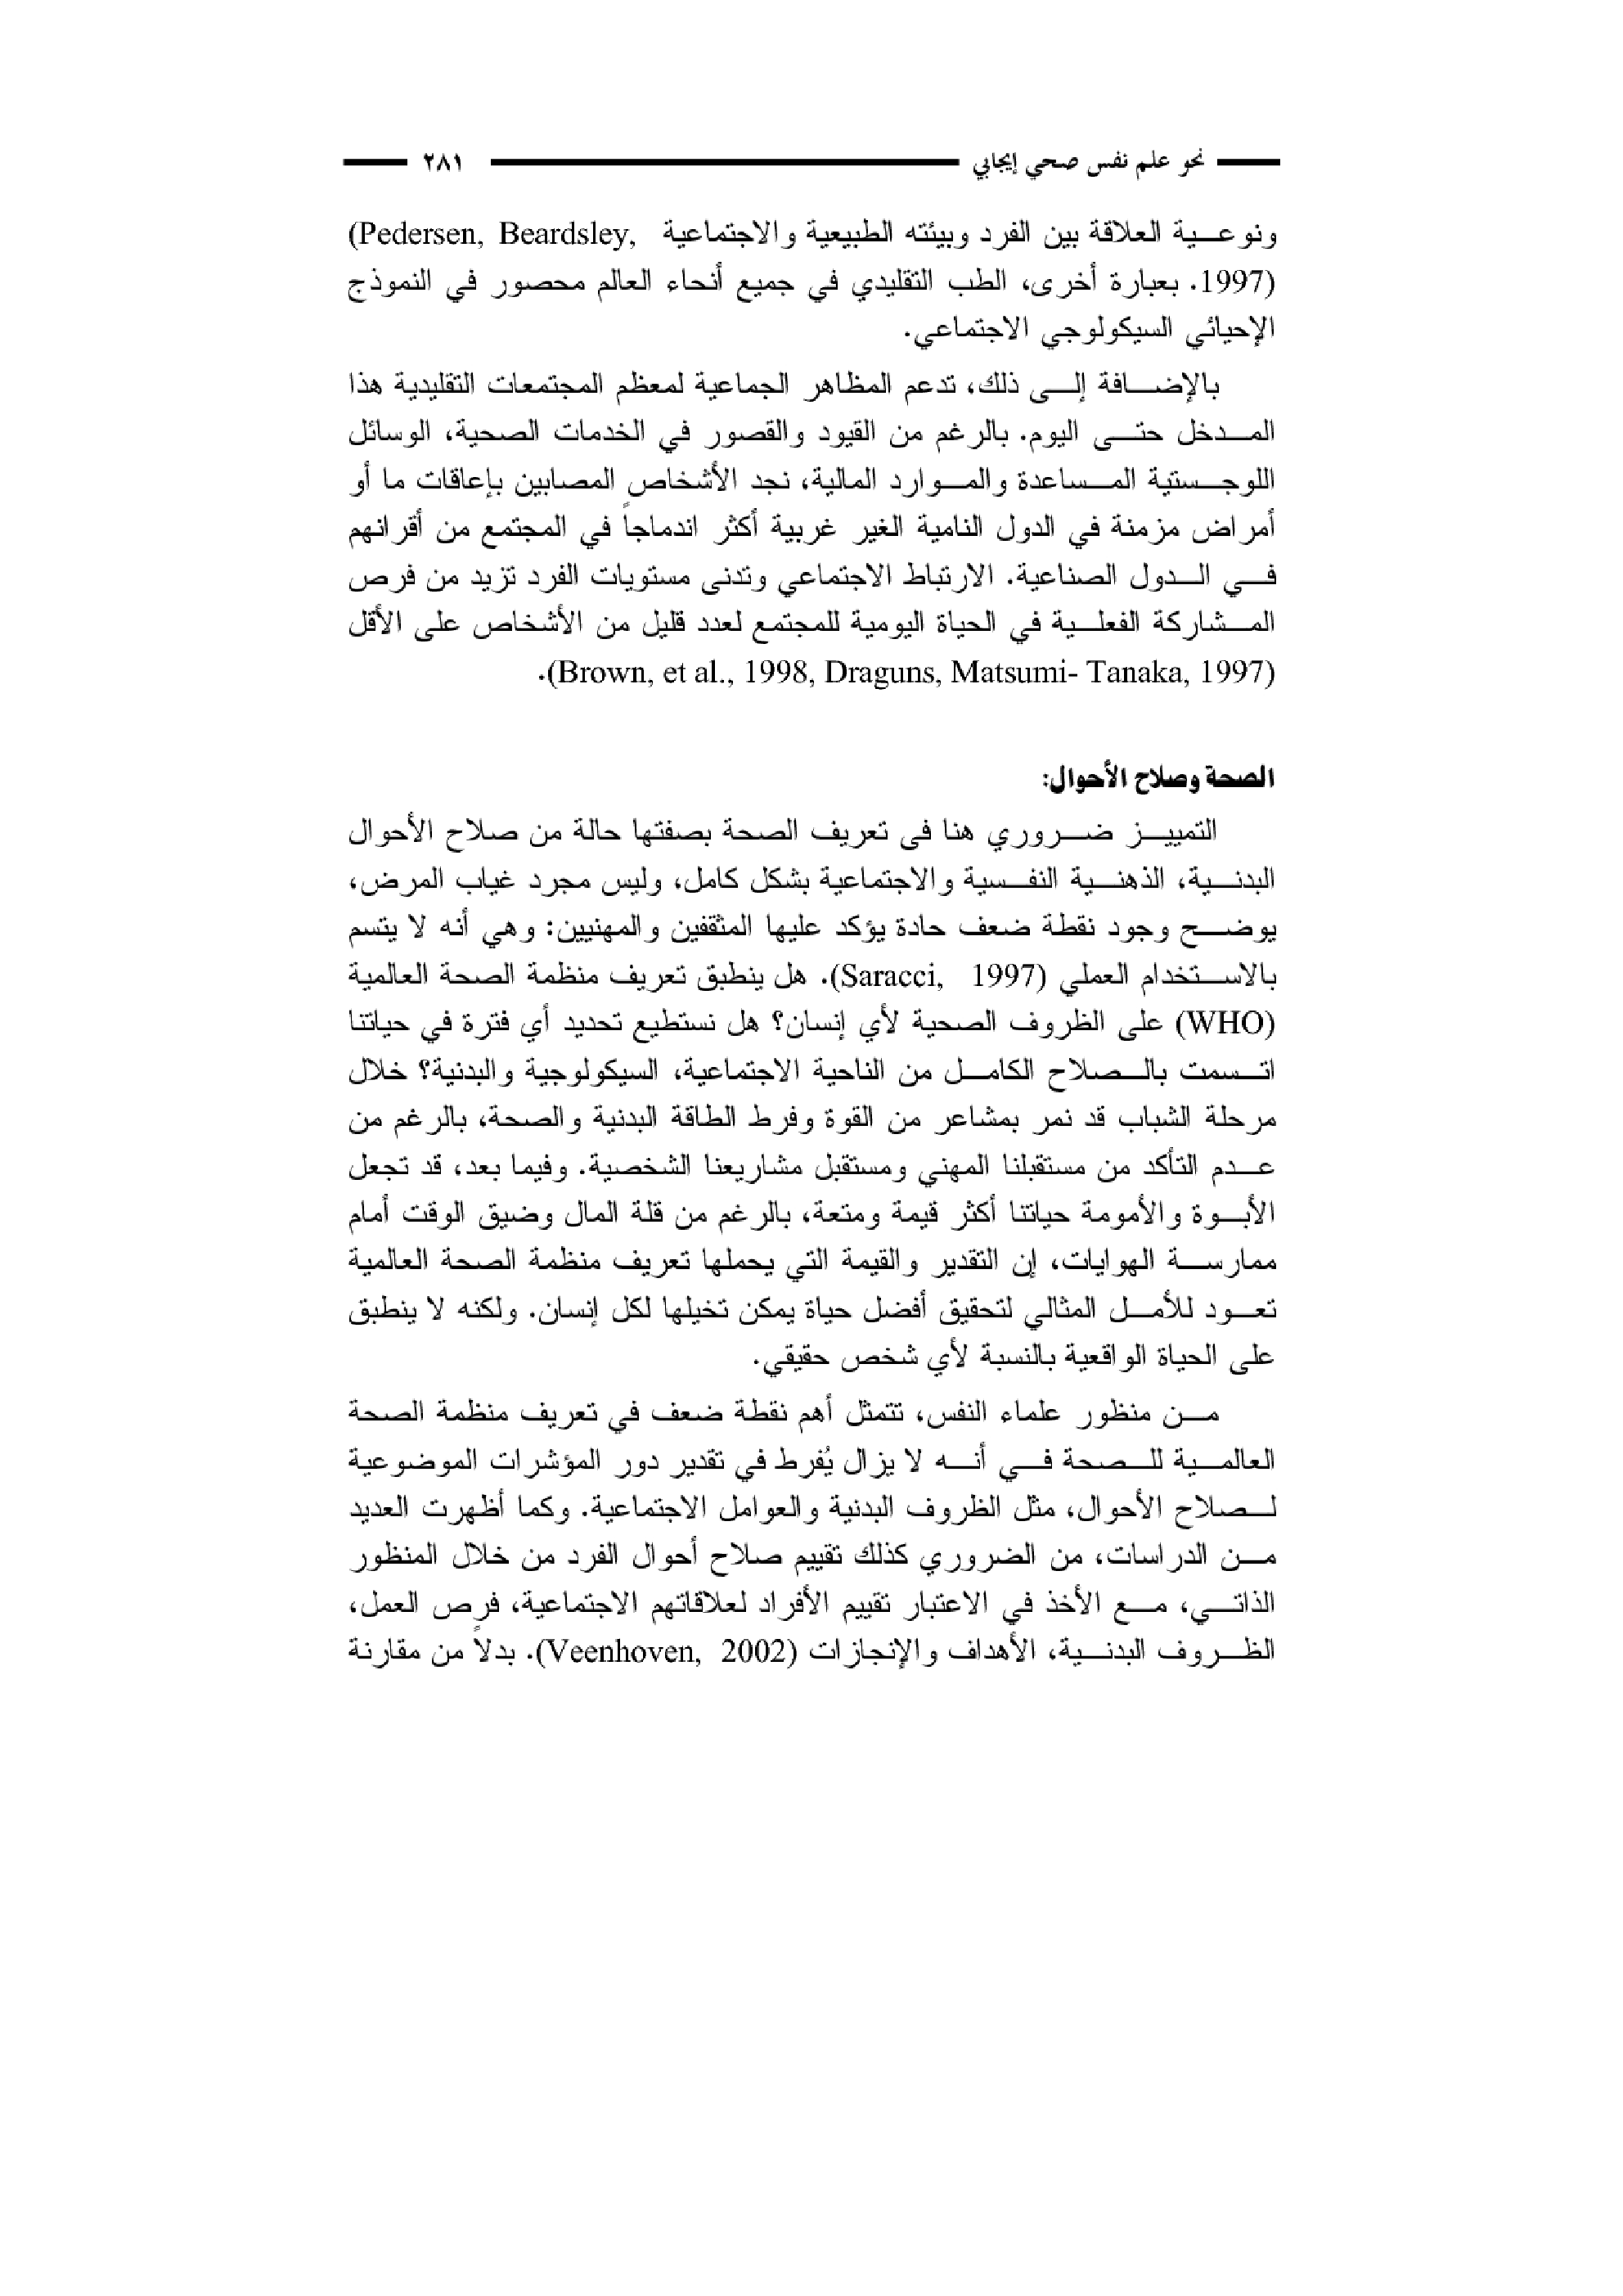 نحو علم نفس صحي إيجابي ٢٨١
ونوعية العلاقة بين الفرد وبيئته الطبيعية والاجتماعية (Pedersen, Beardsley,
1997). بعبارة أخرى، الطب التقليدي في جميع أنحاء العالم محصور في النموذج
الإحيائي السيكولوجي الاجتماعي.
بالإضافة إلى ذلك، تدعم المظاهر الجماعية لمعظم المجتمعات التقليدية هذا
المدخل حتى اليوم. بالرغم من القيود والقصور في الخدمات الصحية، الوسائل
اللوجستية المساعدة والموارد المالية، نجد الأشخاص المصابين بإعاقات ما أو
أمراض مزمنة في الدول النامية الغير غربية أكثر اندماجاً في المجتمع من أقرانهم
في الدول الصناعية. الارتباط الاجتماعي وتدنى مستويات الفرد تزيد من فرص
المشاركة الفعلية في الحياة اليومية للمجتمع لعدد قليل من الأشخاص على الأقل
(Brown, et al., 1998, Draguns, Matsumi- Tanaka, 1997).
الصحة وصلاح الأحوال:
التمييز ضروري هنا فى تعريف الصحة بصفتها حالة من صلاح الأحوال
البدنية، الذهنية النفسية والاجتماعية بشكل كامل، وليس مجرد غياب المرض،
يوضح وجود نقطة ضعف حادة يؤكد عليها المثقفين والمهنيين: وهي أنه لا يتسم
بالاستخدام العملي (Saracci, 1997). هل ينطبق تعريف منظمة الصحة العالمية
(WHO) على الظروف الصحية لأي إنسان؟ هل نستطيع تحديد أي فترة في حياتنا
اتسمت بالصلاح الكامل من الناحية الاجتماعية، السيكولوجية والبدنية؟ خلال
مرحلة الشباب قد نمر بمشاعر من القوة وفرط الطاقة البدنية والصحة، بالرغم من
عدم التأكد من مستقبلنا المهني ومستقبل مشاريعنا الشخصية. وفيما بعد، قد تجعل
الأبوة والأمومة حياتنا أكثر قيمة ومتعة، بالرغم من قلة المال وضيق الوقت أمام
ممارسة الهوايات، إن التقدير والقيمة التي يحملها تعريف منظمة الصحة العالمية
تعود للأمل المثالي لتحقيق أفضل حياة يمكن تخيلها لكل إنسان. ولكنه لا ينطبق
على الحياة الواقعية بالنسبة لأي شخص حقيقي.
من منظور علماء النفس، تتمثل أهم نقطة ضعف في تعريف منظمة الصحة
العالمية للصحة في أنه لا يزال يُفرط في تقدير دور المؤشرات الموضوعية
لصلاح الأحوال، مثل الظروف البدنية والعوامل الاجتماعية. وكما أظهرت العديد
من الدراسات، من الضروري كذلك تقييم صلاح أحوال الفرد من خلال المنظور
الذاتي، مع الأخذ في الاعتبار تقييم الأفراد لعلاقاتهم الاجتماعية، فرص العمل،
الظروف البدنية، الأهداف والإنجازات (Veenhoven, 2002). بدلاً من مقارنة